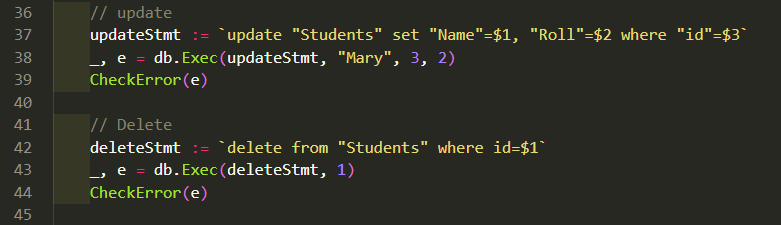 36 // update
37 updateStmt := `update "Students" set "Name"=$1, "Roll"=$2 where "id"=$3`
38 _, e = db.Exec(updateStmt, "Mary", 3, 2)
39 CheckError(e)
40
41 // Delete
42 deleteStmt := `delete from "Students" where id=$1`
43 _, e = db.Exec(deleteStmt, 1)
44 CheckError(e)
45